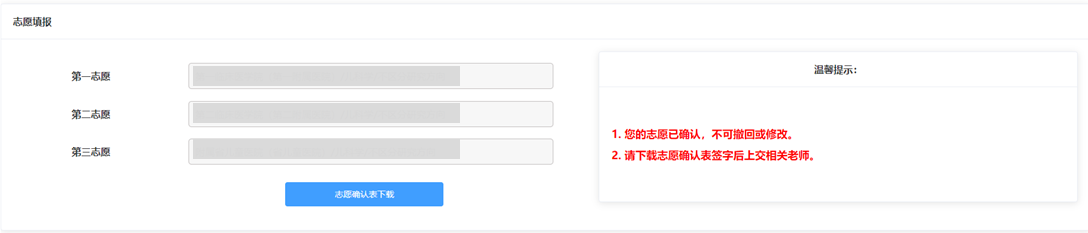 志愿填报
第一志愿
第二志愿
第三志愿
志愿确认表下载
温馨提示：
1. 您的志愿已确认，不可撤回或修改。
2. 请下载志愿确认表签字后上交相关老师。